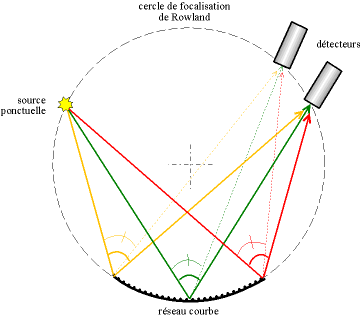 cercle de focalisation
de Rowland
détecteurs
source
ponctuelle
réseau courbe